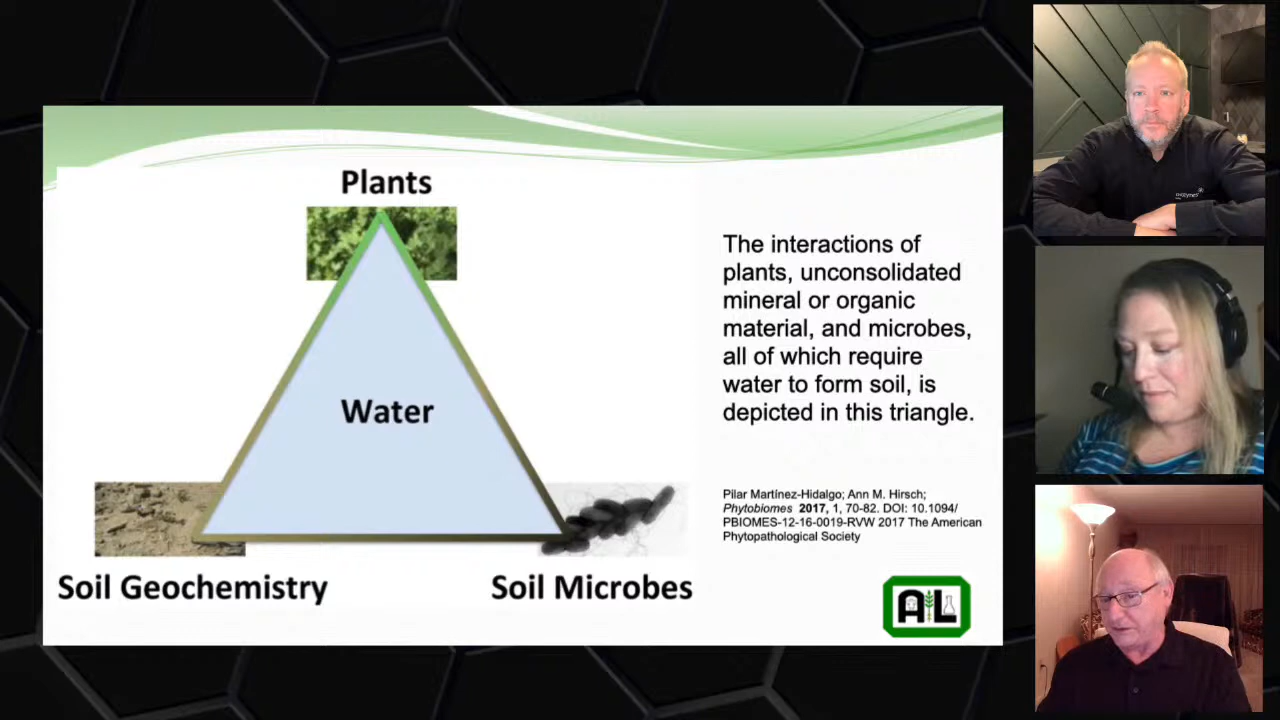 Plants
Water
Soil Geochemistry
Soil Microbes
The interactions of
plants, unconsolidated
mineral or organic
material, and microbes,
all of which require
water to form soil, is
depicted in this triangle.
Pilar Martínez-Hidalgo; Ann M. Hirsch;
Phytobiomes 2017, 1, 70-82. DOI: 10.1094/
PBIOMES-12-16-0019-RVW 2017 The American
Phytopathological Society
A L